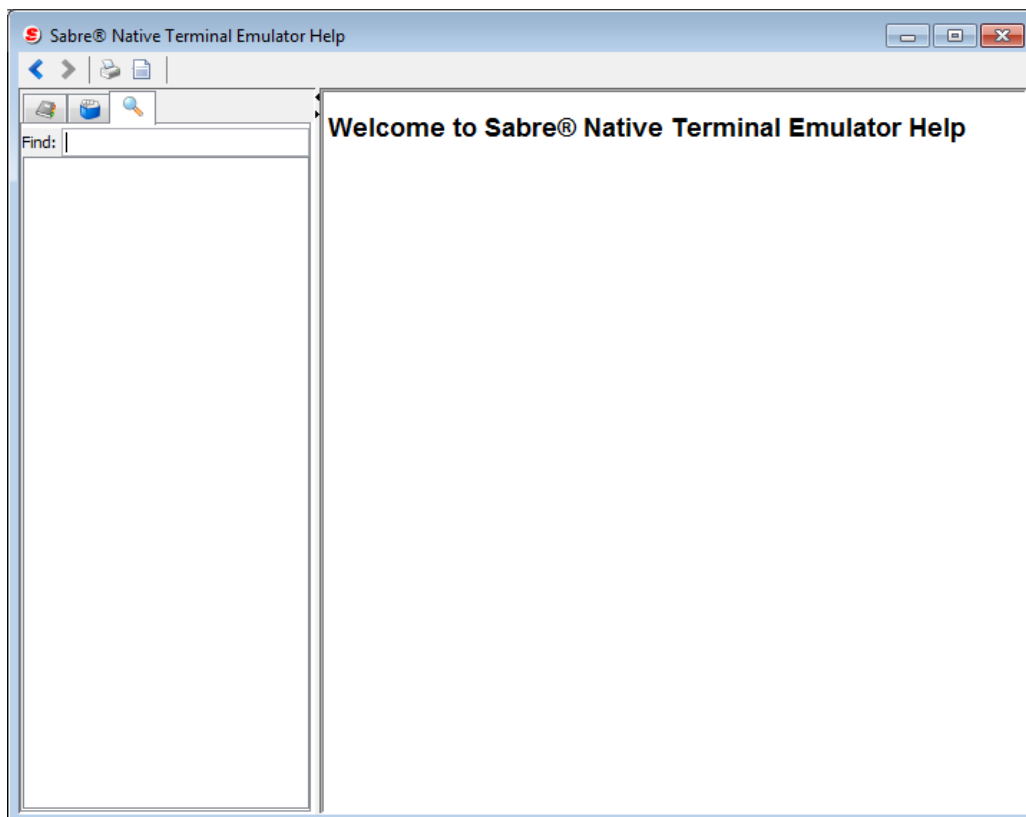 Sabre® Native Terminal Emulator Help
Find:
Welcome to Sabre® Native Terminal Emulator Help